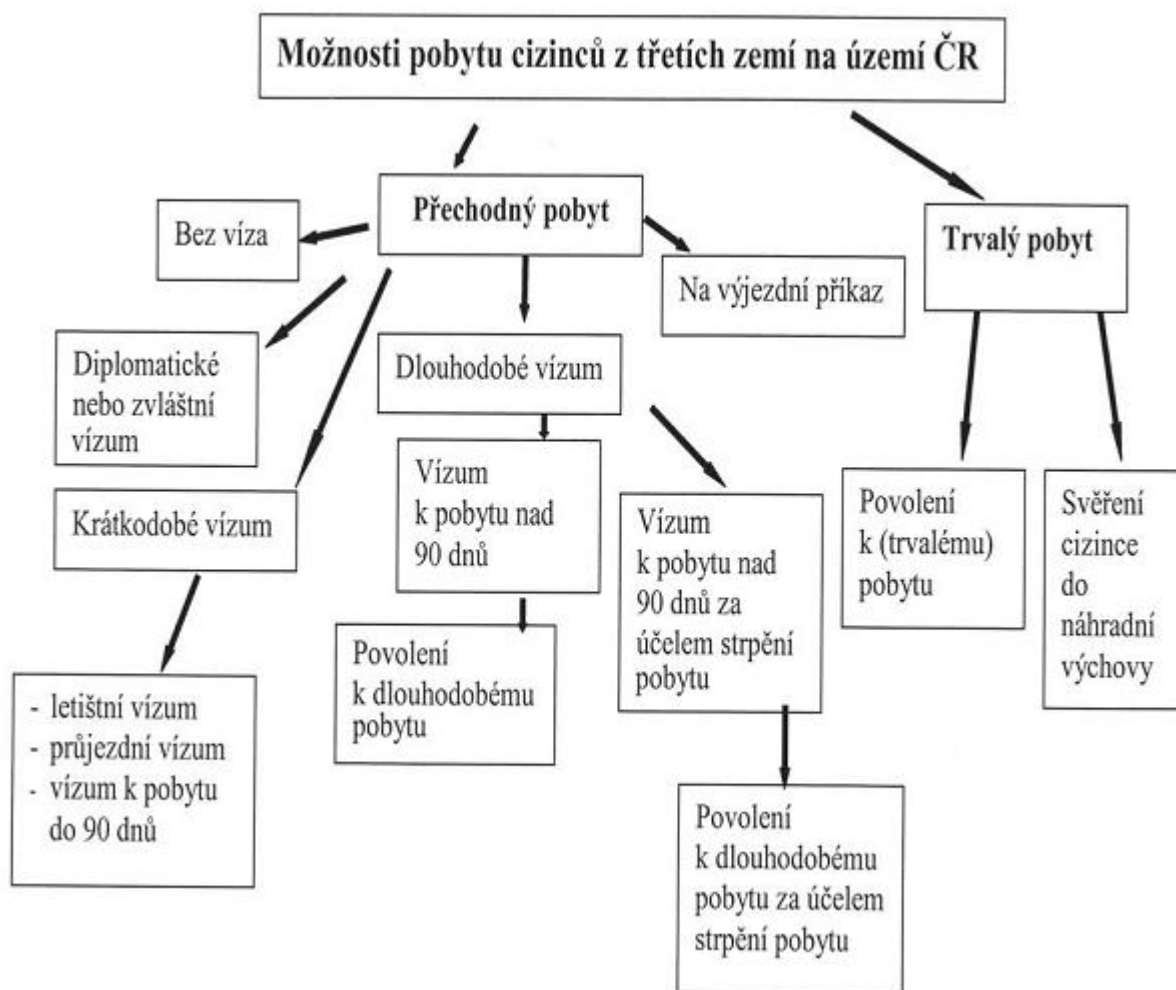 Možnosti pobytu cizinců z třetích zemí na území ČR
Přechodný pobyt
Bez víza
Trvalý pobyt
Na výjezdní příkaz
Diplomatické
nebo zvláštní
vízum
Dlouhodobé vízum
Krátkodobé vízum
Vízum
k pobytu nad
90 dnů
Vízum
k pobytu nad
90 dnů za
účelem strpění
pobytu
Povolení
k (trvalému)
pobytu
Svěření
cizince
do
náhradní
výchovy
Povolení
k dlouhodobému
pobytu
- letištní vízum
- průjezdní vízum
- vízum k pobytu
do 90 dnů
Povolení
k dlouhodobému
pobytu za účelem
strpění pobytu